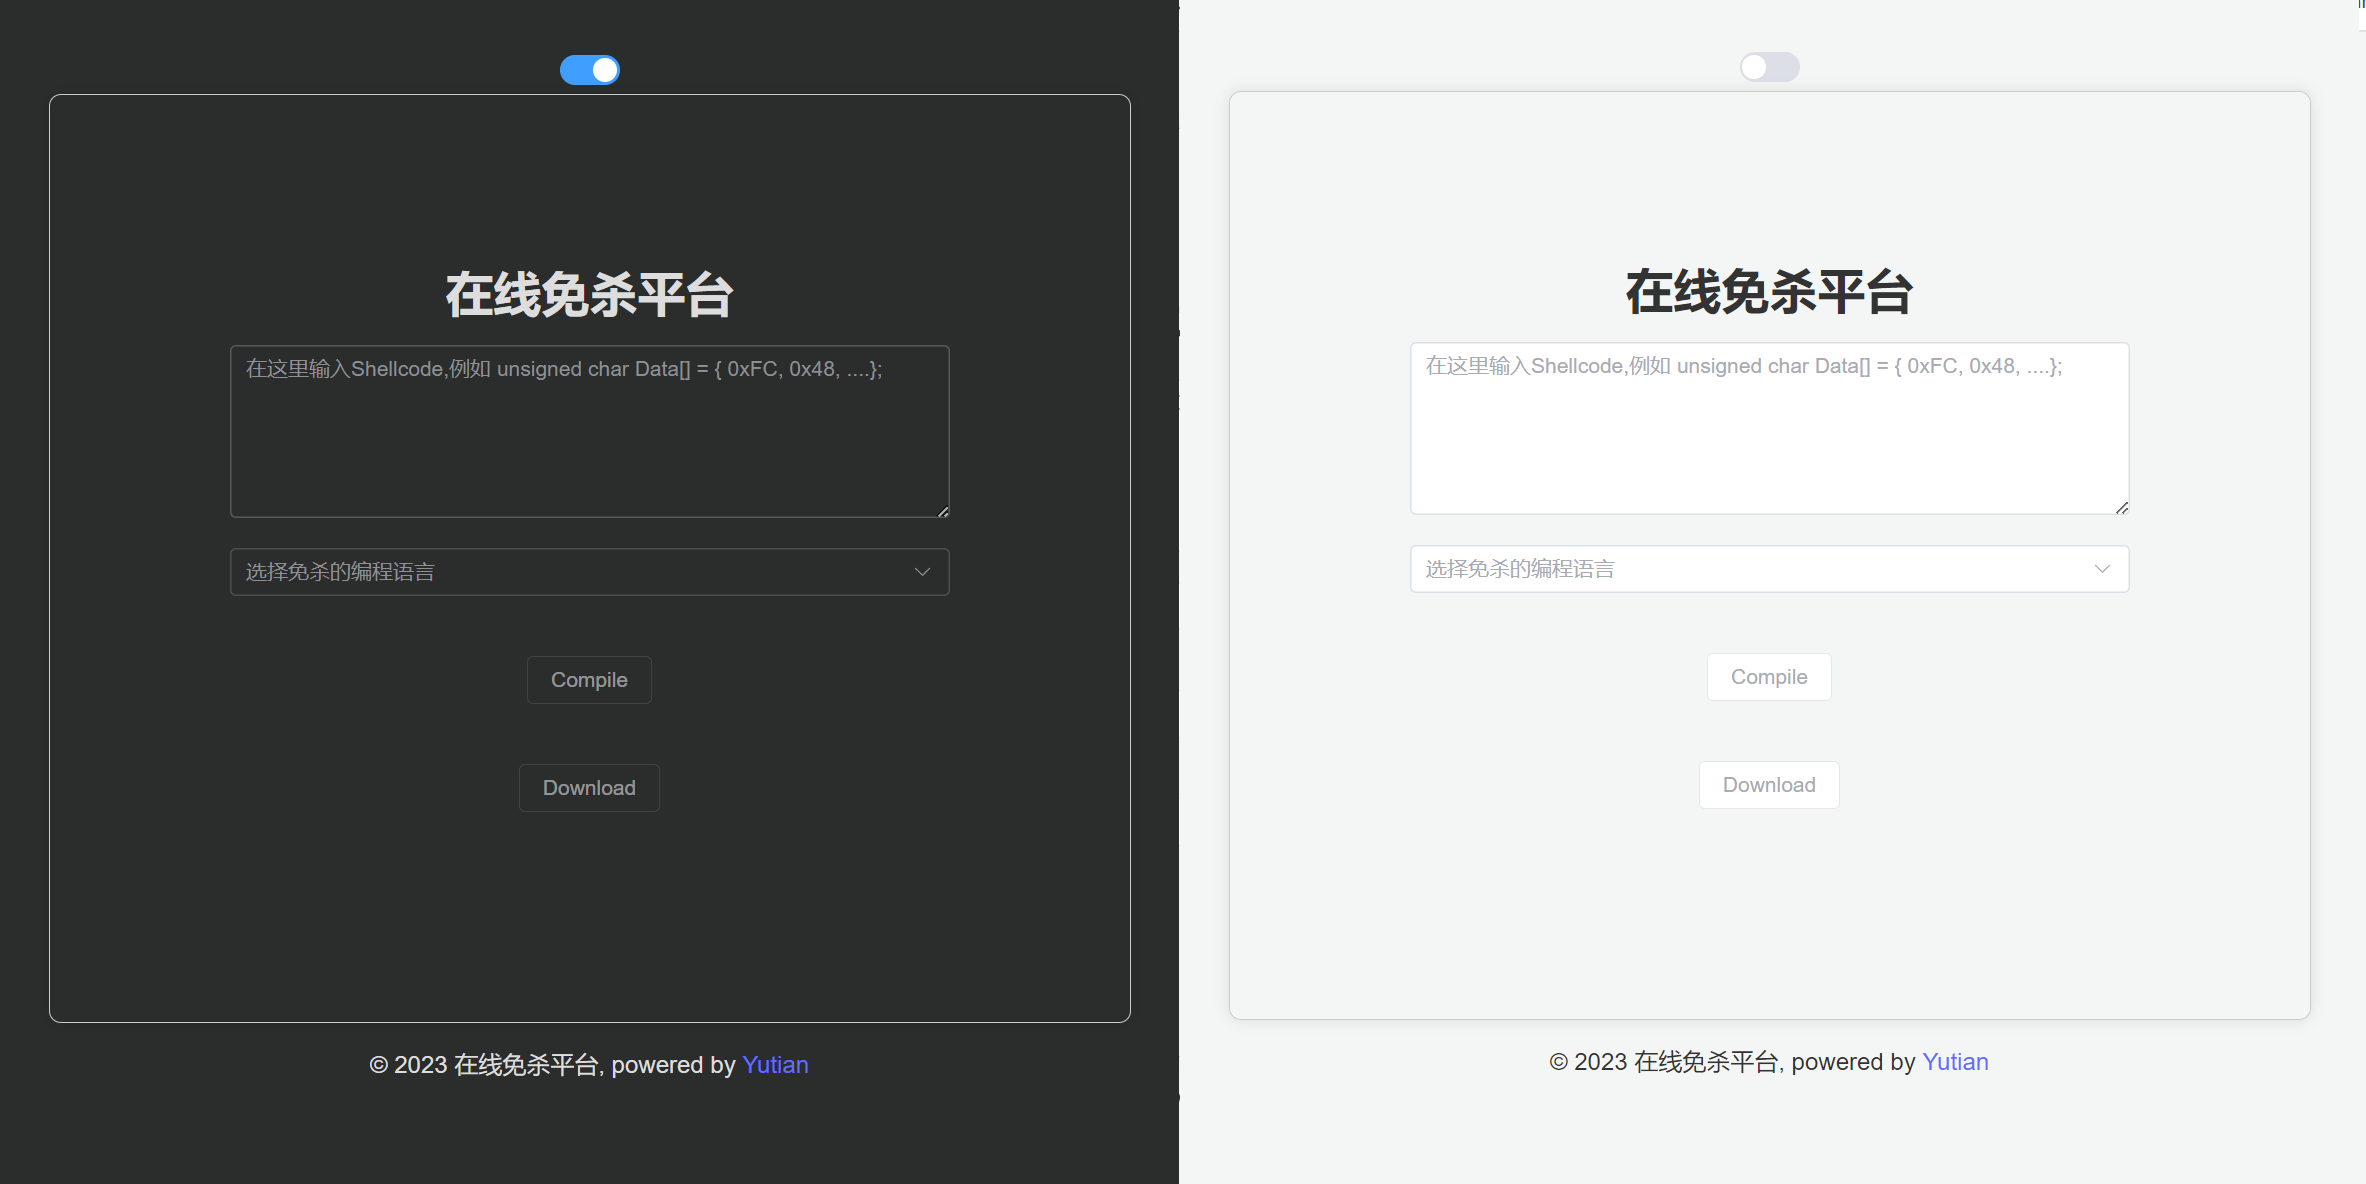 在线免杀平台
在这里输入Shellcode,例如 unsigned char Data[] = { 0xFC, 0x48, ....};
选择免杀的编程语言
Compile
Download
© 2023 在线免杀平台, powered by Yutian
在线免杀平台
在这里输入Shellcode,例如 unsigned char Data[] = { 0xFC, 0x48, ....};
选择免杀的编程语言
Compile
Download
© 2023 在线免杀平台, powered by Yutian